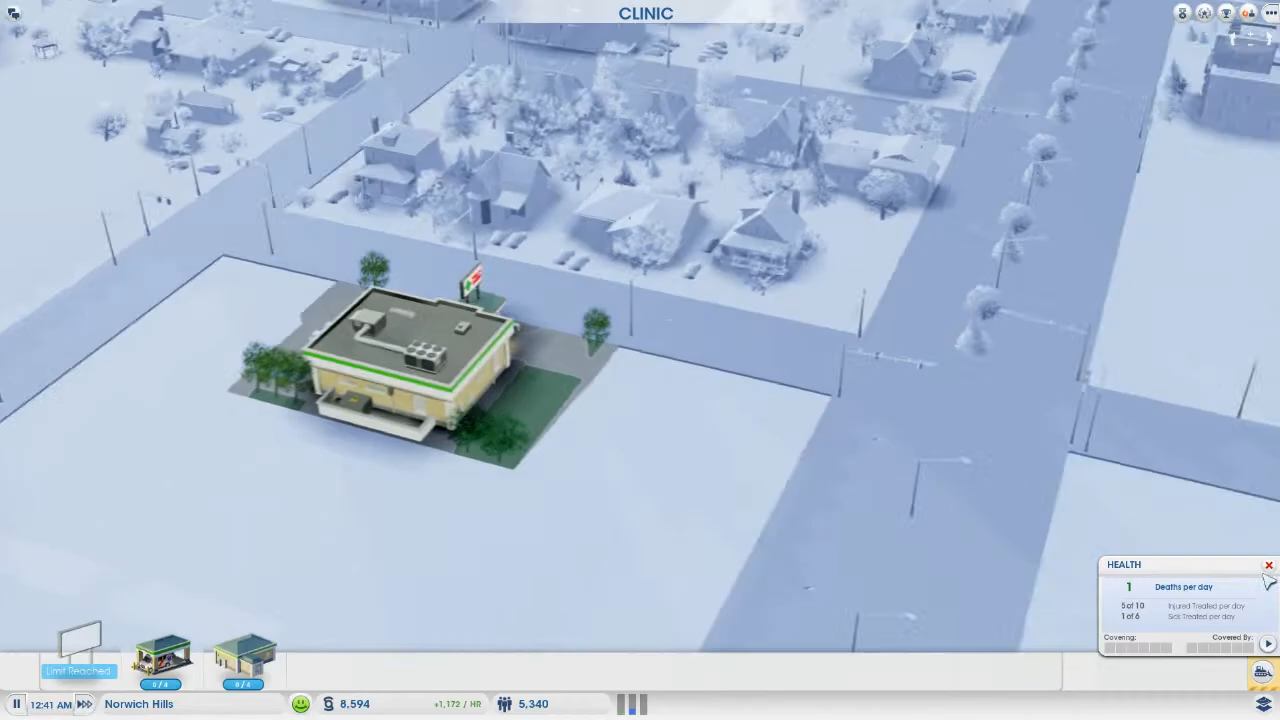 CLINIC
HEALTH
1 Deaths per day
5 of 10 Injured Treated per day
1 of 6 Sick Treated per day
Covering: Covered By:
Limit Reached
0 / 4
0 / 4
12:41 AM Norwich Hills 8,594 +1,172 / HR 5,340